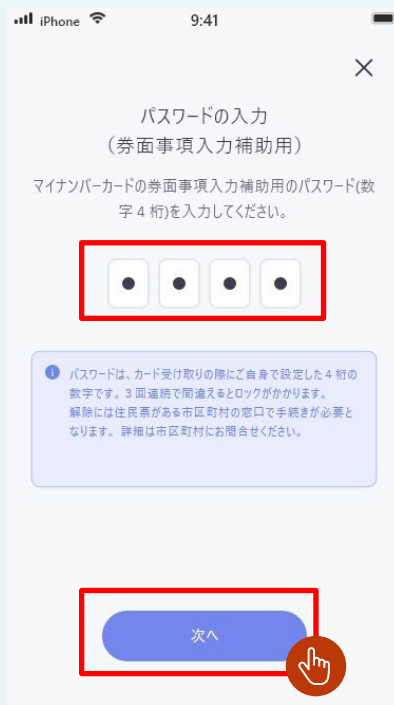 iPhone 9:41
パスワードの入力
（券面事項入力補助用）
マイナンバーカードの券面事項入力補助用のパスワード(数
字４桁)を入力してください。
パスワードは、カード受け取りの際にご自身で設定した４桁の
数字です。３回連続で間違えるとロックがかかります。
解除には住民票がある市区町村の窓口で手続きが必要と
なります。詳細は市区町村にお問合せください。
次へ